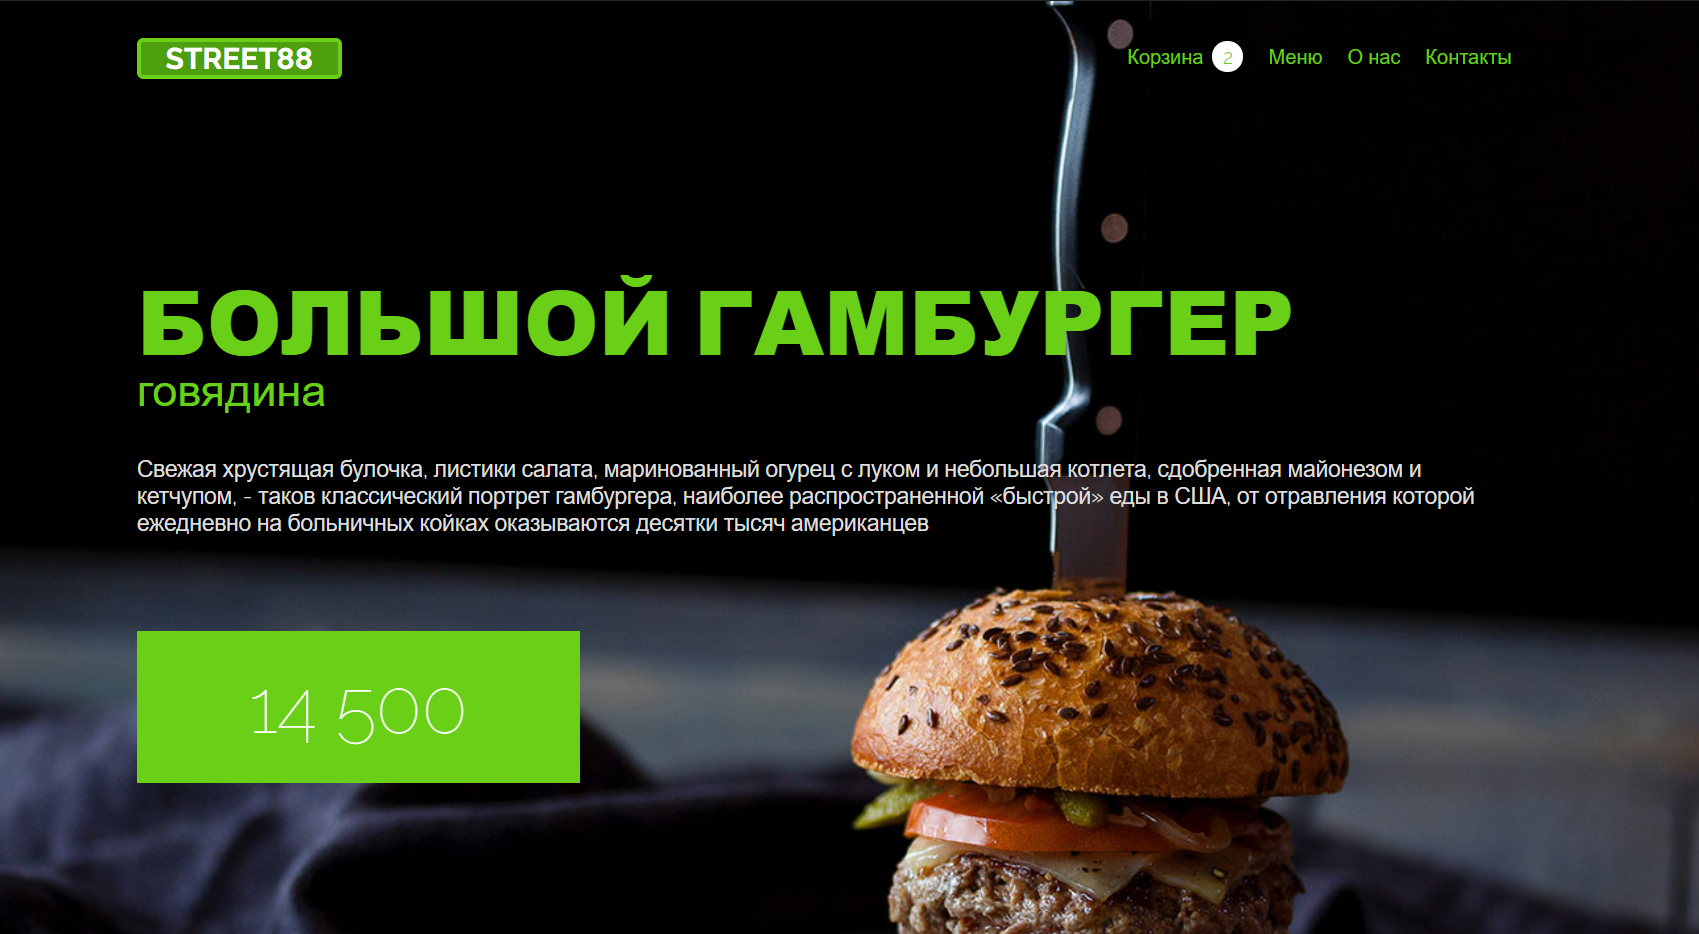 STREET88
Корзина 2 Меню О нас Контакты
БОЛЬШОЙ ГАМБУРГЕР
говядина
Свежая хрустящая булочка, листики салата, маринованный огурец с луком и небольшая котлета, сдобренная майонезом и
кетчупом, - таков классический портрет гамбургера, наиболее распространенной «быстрой» еды в США, от отравления которой
ежедневно на больничных койках оказываются десятки тысяч американцев
14 500